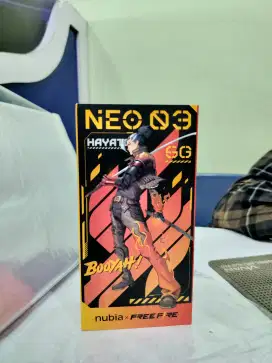 NEO 03
HAYATO
5G
BOOYAH!
nubia × FREE FIRE